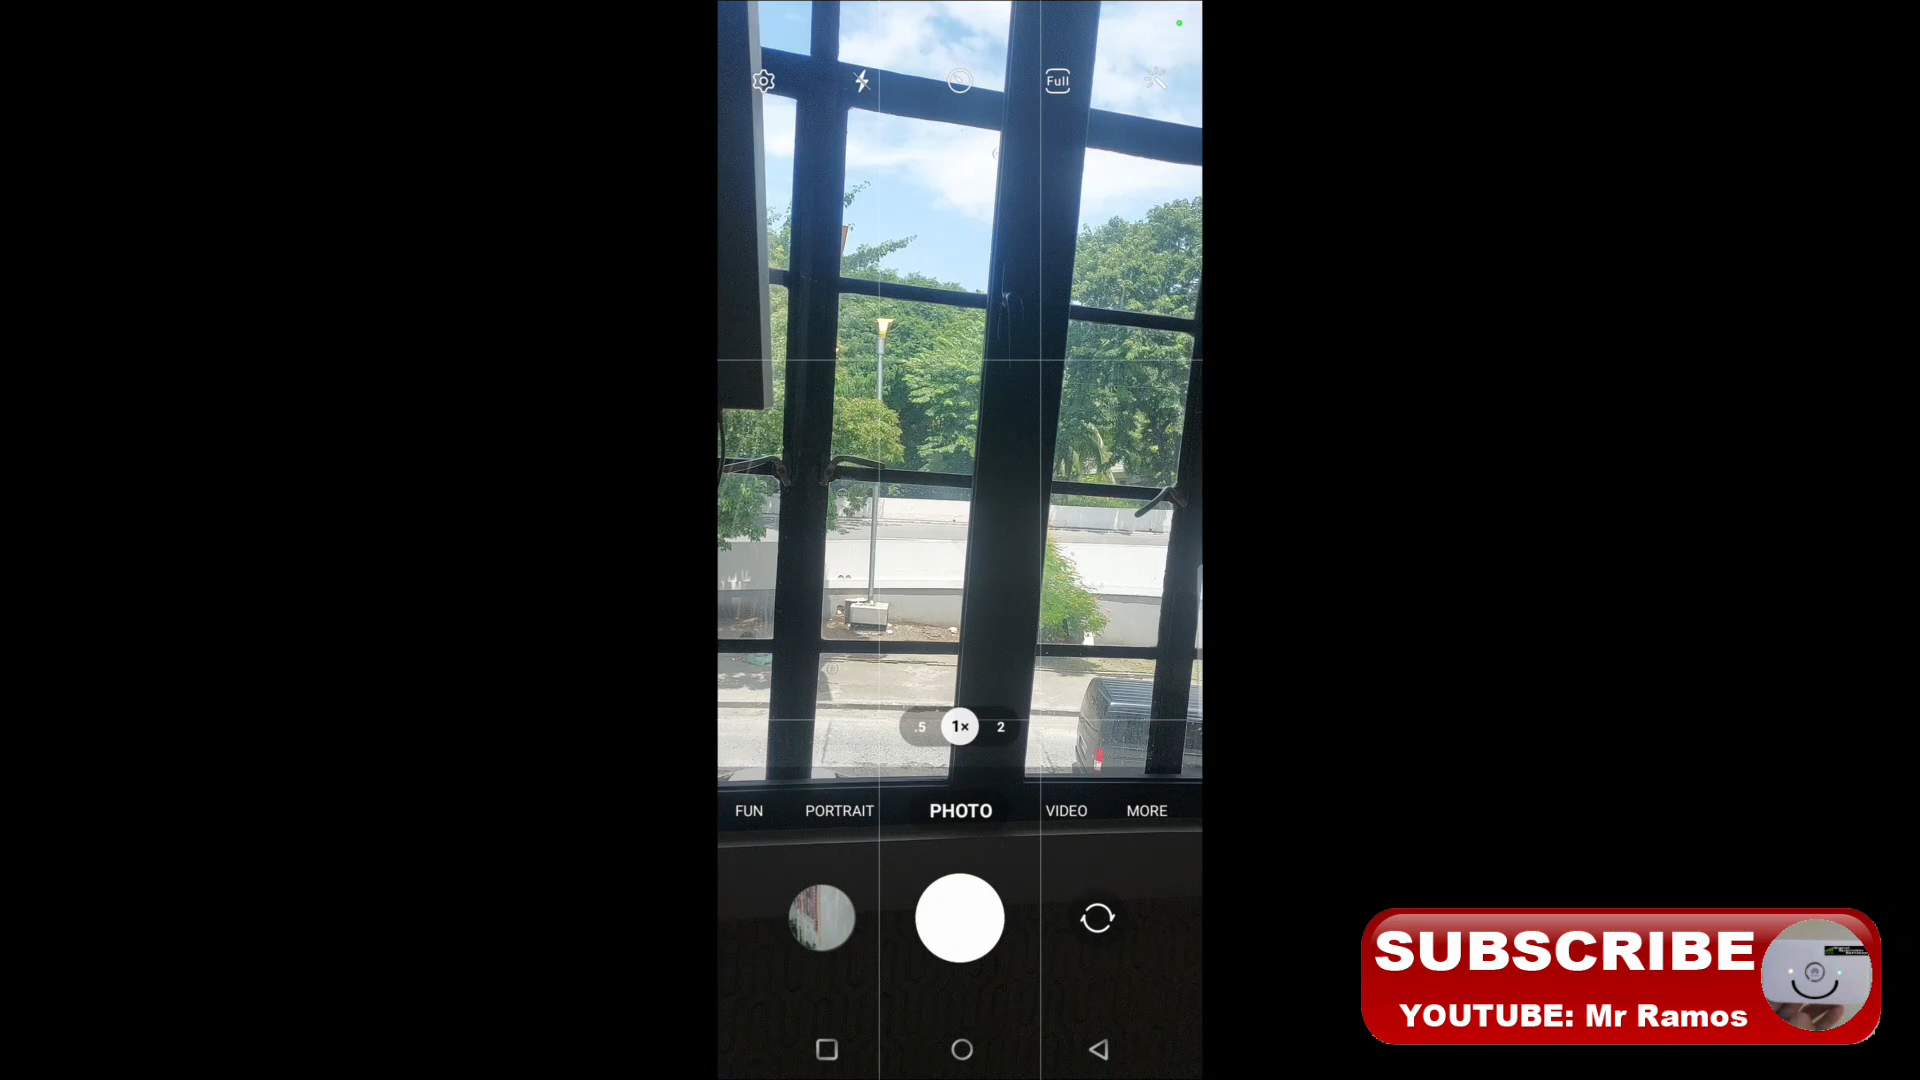 Full
.5 1× 2
FUN PORTRAIT PHOTO VIDEO MORE
SUBSCRIBE
YOUTUBE: Mr Ramos